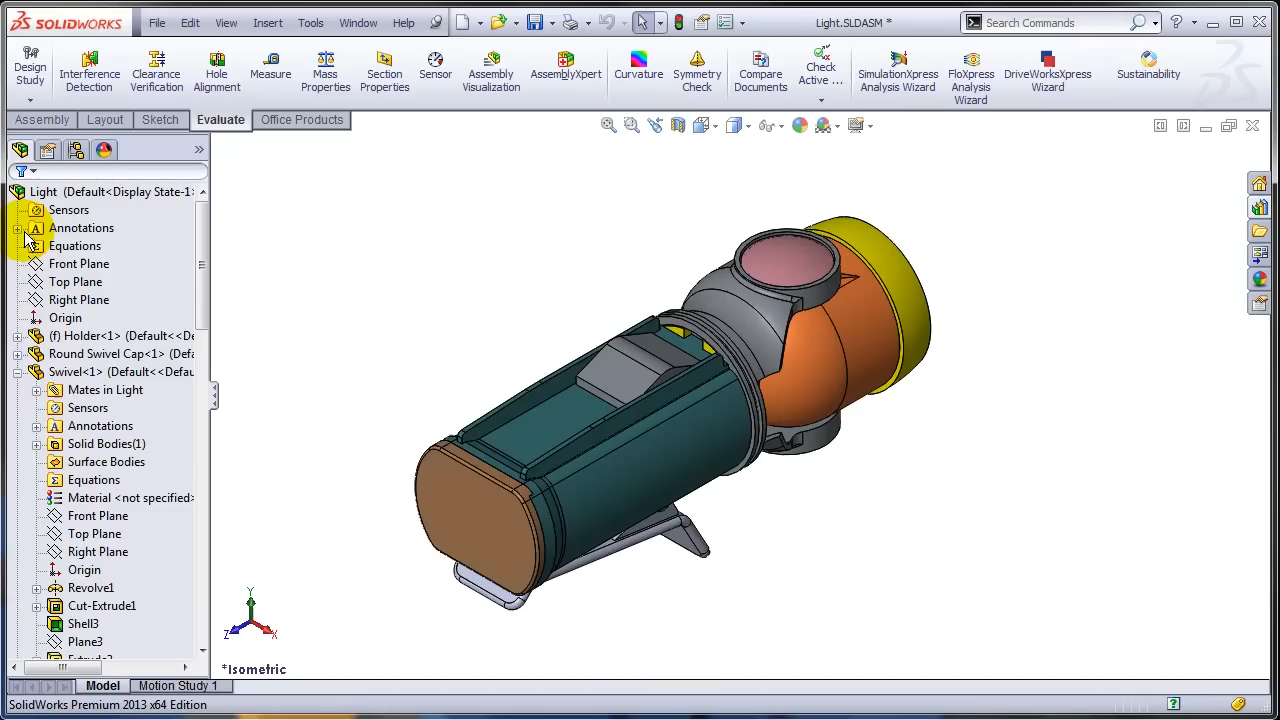 SOLIDWORKS File Edit View Insert Tools Window Help Light.SLDASM * Search Commands
Design Study
Interference Detection
Clearance Verification
Hole Alignment
Measure
Mass Properties
Section Properties
Sensor
Assembly Visualization
AssemblyXpert
Curvature
Symmetry Check
Compare Documents
Check Active ...
SimulationXpress Analysis Wizard
FloXpress Analysis Wizard
DriveWorksXpress Wizard
Sustainability
Assembly Layout Sketch Evaluate Office Products
Light (Default<Display State-1>
Sensors
Annotations
Equations
Front Plane
Top Plane
Right Plane
Origin
(f) Holder<1> (Default<<De
Round Swivel Cap<1> (Defa
Swivel<1> (Default<<Defau
Mates in Light
Sensors
Annotations
Solid Bodies(1)
Surface Bodies
Equations
Material <not specified>
Front Plane
Top Plane
Right Plane
Origin
Revolve1
Cut-Extrude1
Shell3
Plane3
Y
Z X
*Isometric
Model Motion Study 1
SolidWorks Premium 2013 x64 Edition